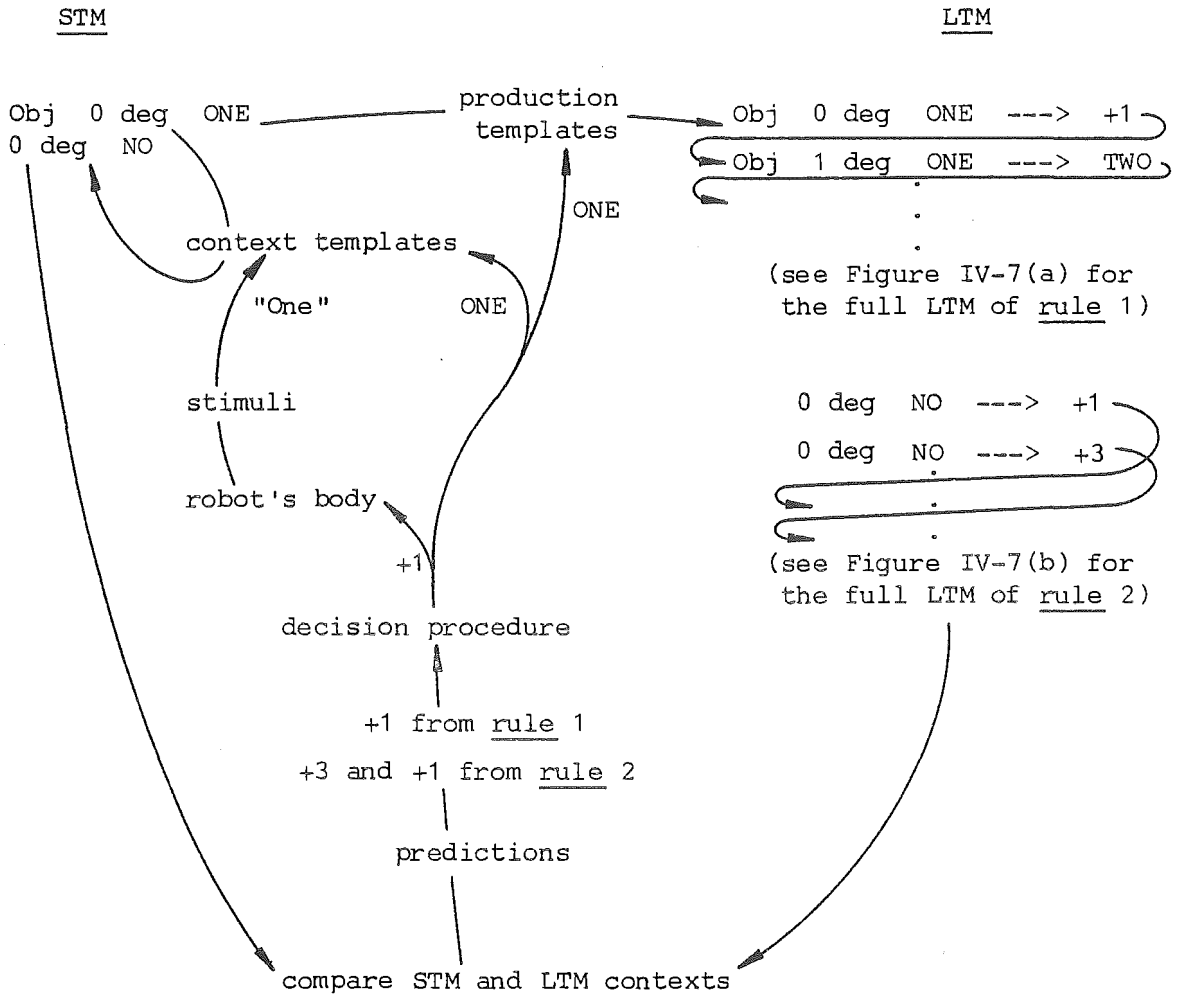 STM
LTM
Obj 0 deg ONE
0 deg NO
production
templates
Obj 0 deg ONE ---> +1
Obj 1 deg ONE ---> TWO
.
.
.
(see Figure IV-7(a) for
the full LTM of rule 1)
ONE
context templates
"One"
ONE
stimuli
0 deg NO ---> +1
0 deg NO ---> +3
.
.
.
(see Figure IV-7(b) for
the full LTM of rule 2)
robot's body
+1
decision procedure
+1 from rule 1
+3 and +1 from rule 2
predictions
compare STM and LTM contexts